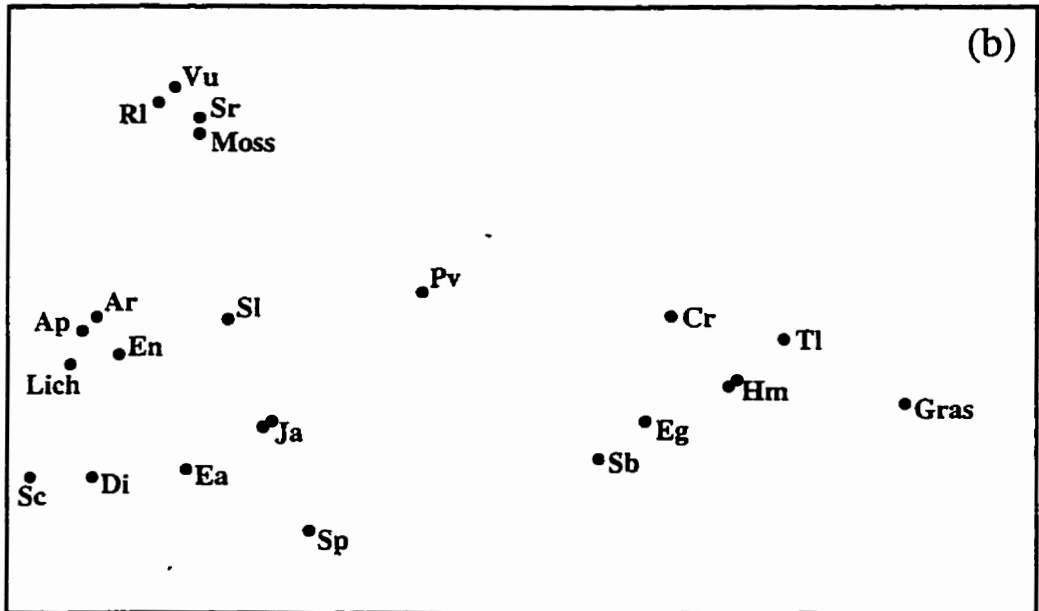 (b)
Vu
Rl
Sr
Moss
Pv
Ar
Sl
Ap
Cr
En
Tl
Lich
Hm
Gras
Ja
Eg
Sb
Ea
Sc
Di
Sp